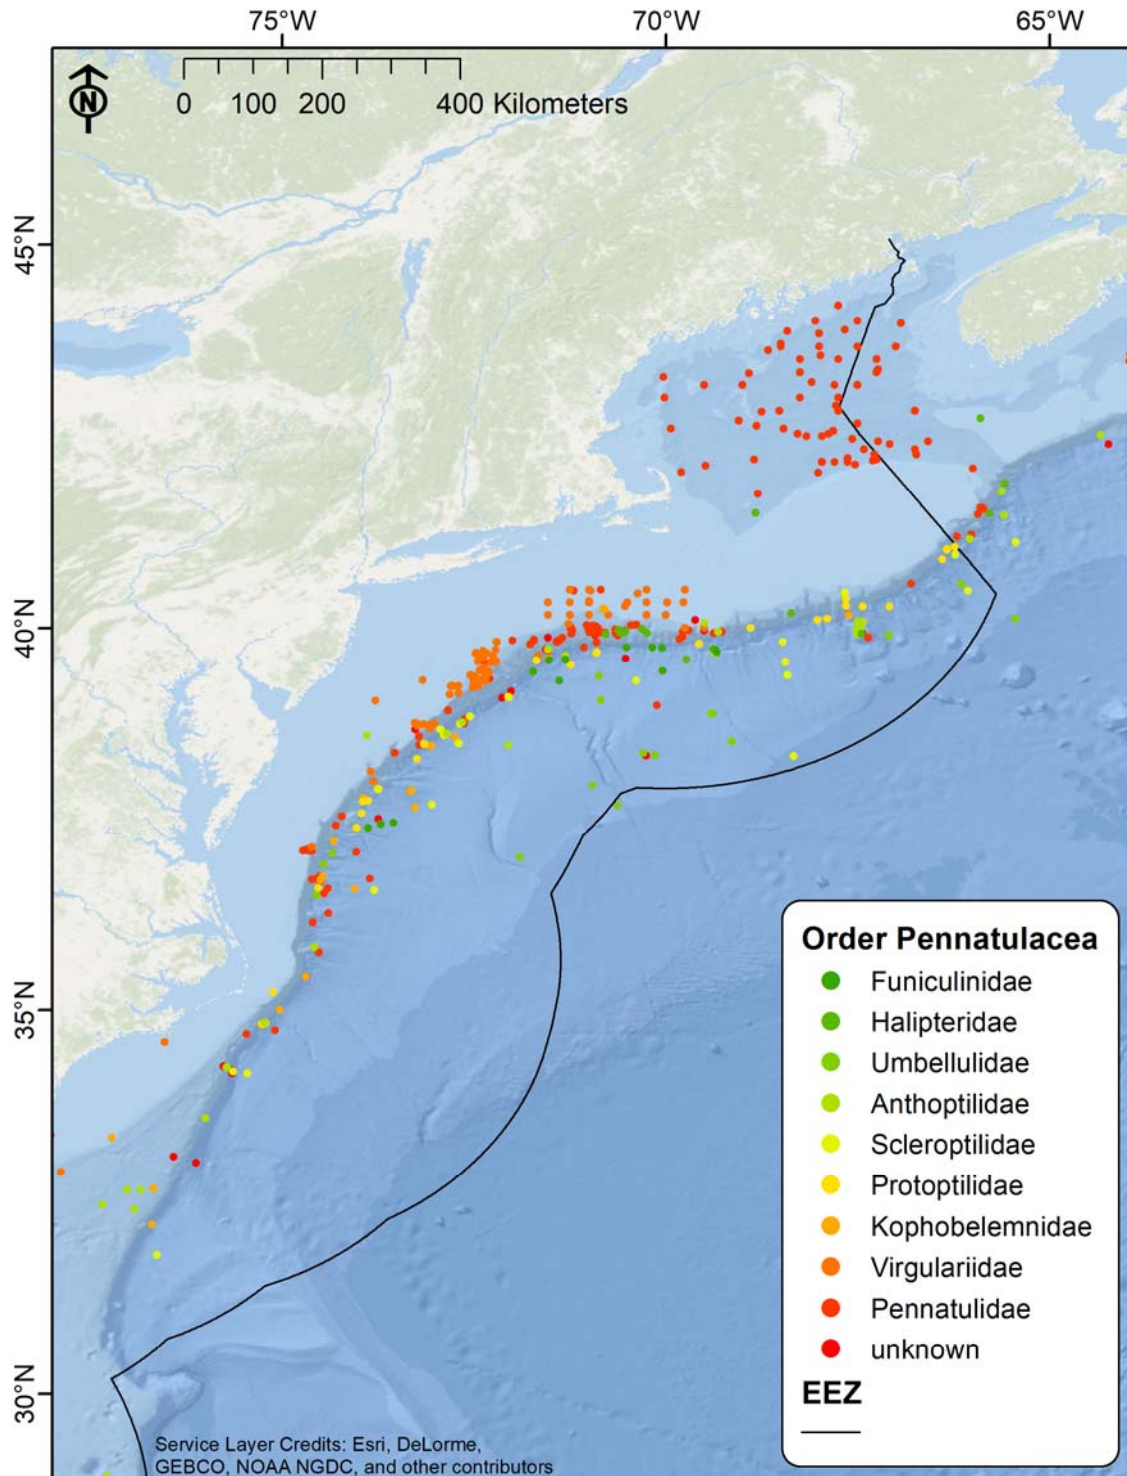 75°W
70°W
65°W
N
0 100 200 400 Kilometers
45°N
40°N
35°N
30°N
Order Pennatulacea
Funiculinidae
Halipteridae
Umbellulidae
Anthoptilidae
Scleroptilidae
Protoptilidae
Kophobelemnidae
Virgulariidae
Pennatulidae
unknown
EEZ
Service Layer Credits: Esri, DeLorme,
GEBCO, NOAA NGDC, and other contributors